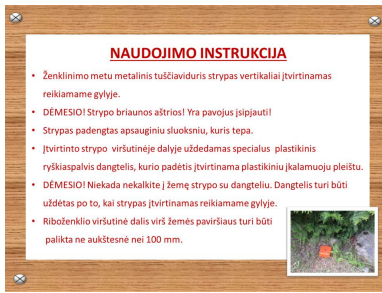 NAUDOJIMO INSTRUKCIJA
• Ženklinimo metu metalinis tuščiaviduris strypas vertikaliai įtvirtinamas
reikiamame gylyje.
• DĖMESIO! Strypo briaunos aštrios! Yra pavojus įsipjauti!
• Strypas padengtas apsauginiu sluoksniu, kuris tepa.
• Įtvirtinto strypo viršutinėje dalyje uždedamas specialus plastikinis
ryškiaspalvis dangtelis, kurio padėtis įtvirtinama plastikiniu įkalamuoju pleištu.
• DĖMESIO! Niekada nekalkite į žemę strypo su dangteliu. Dangtelis turi būti
uždėtas po to, kai strypas įtvirtinamas reikiamame gylyje.
• Riboženklio viršutinė dalis virš žemės paviršiaus turi būti
palikta ne aukštesnė nei 100 mm.